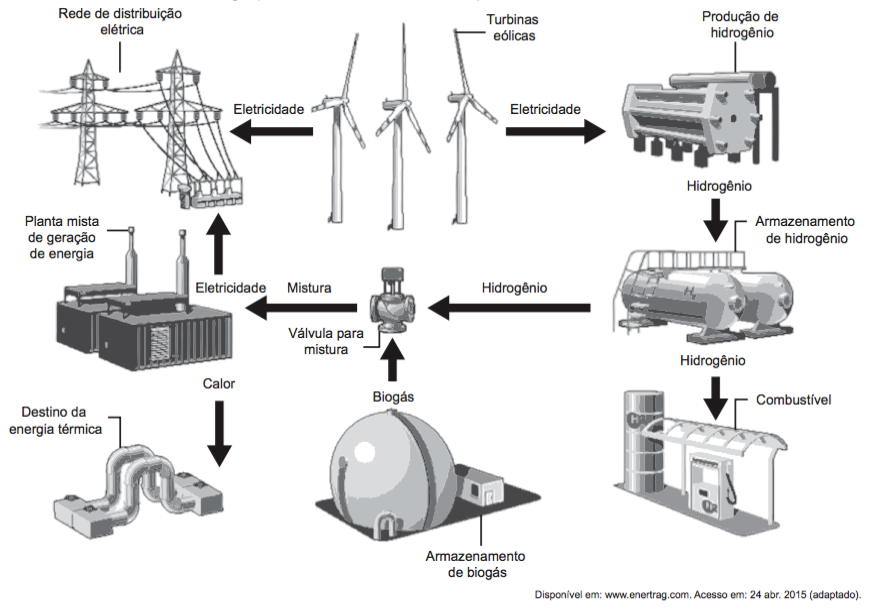 Rede de distribuição
elétrica
Turbinas
eólicas
Produção de
hidrogênio
Eletricidade
Eletricidade
Hidrogênio
Planta mista
de geração
de energia
Armazenamento
de hidrogênio
Eletricidade
Mistura
Hidrogênio
Válvula para
mistura
Hidrogênio
Calor
Biogás
Combustível
Destino da
energia térmica
Armazenamento
de biogás
Disponível em: www.enertrag.com. Acesso em: 24 abr. 2015 (adaptado).